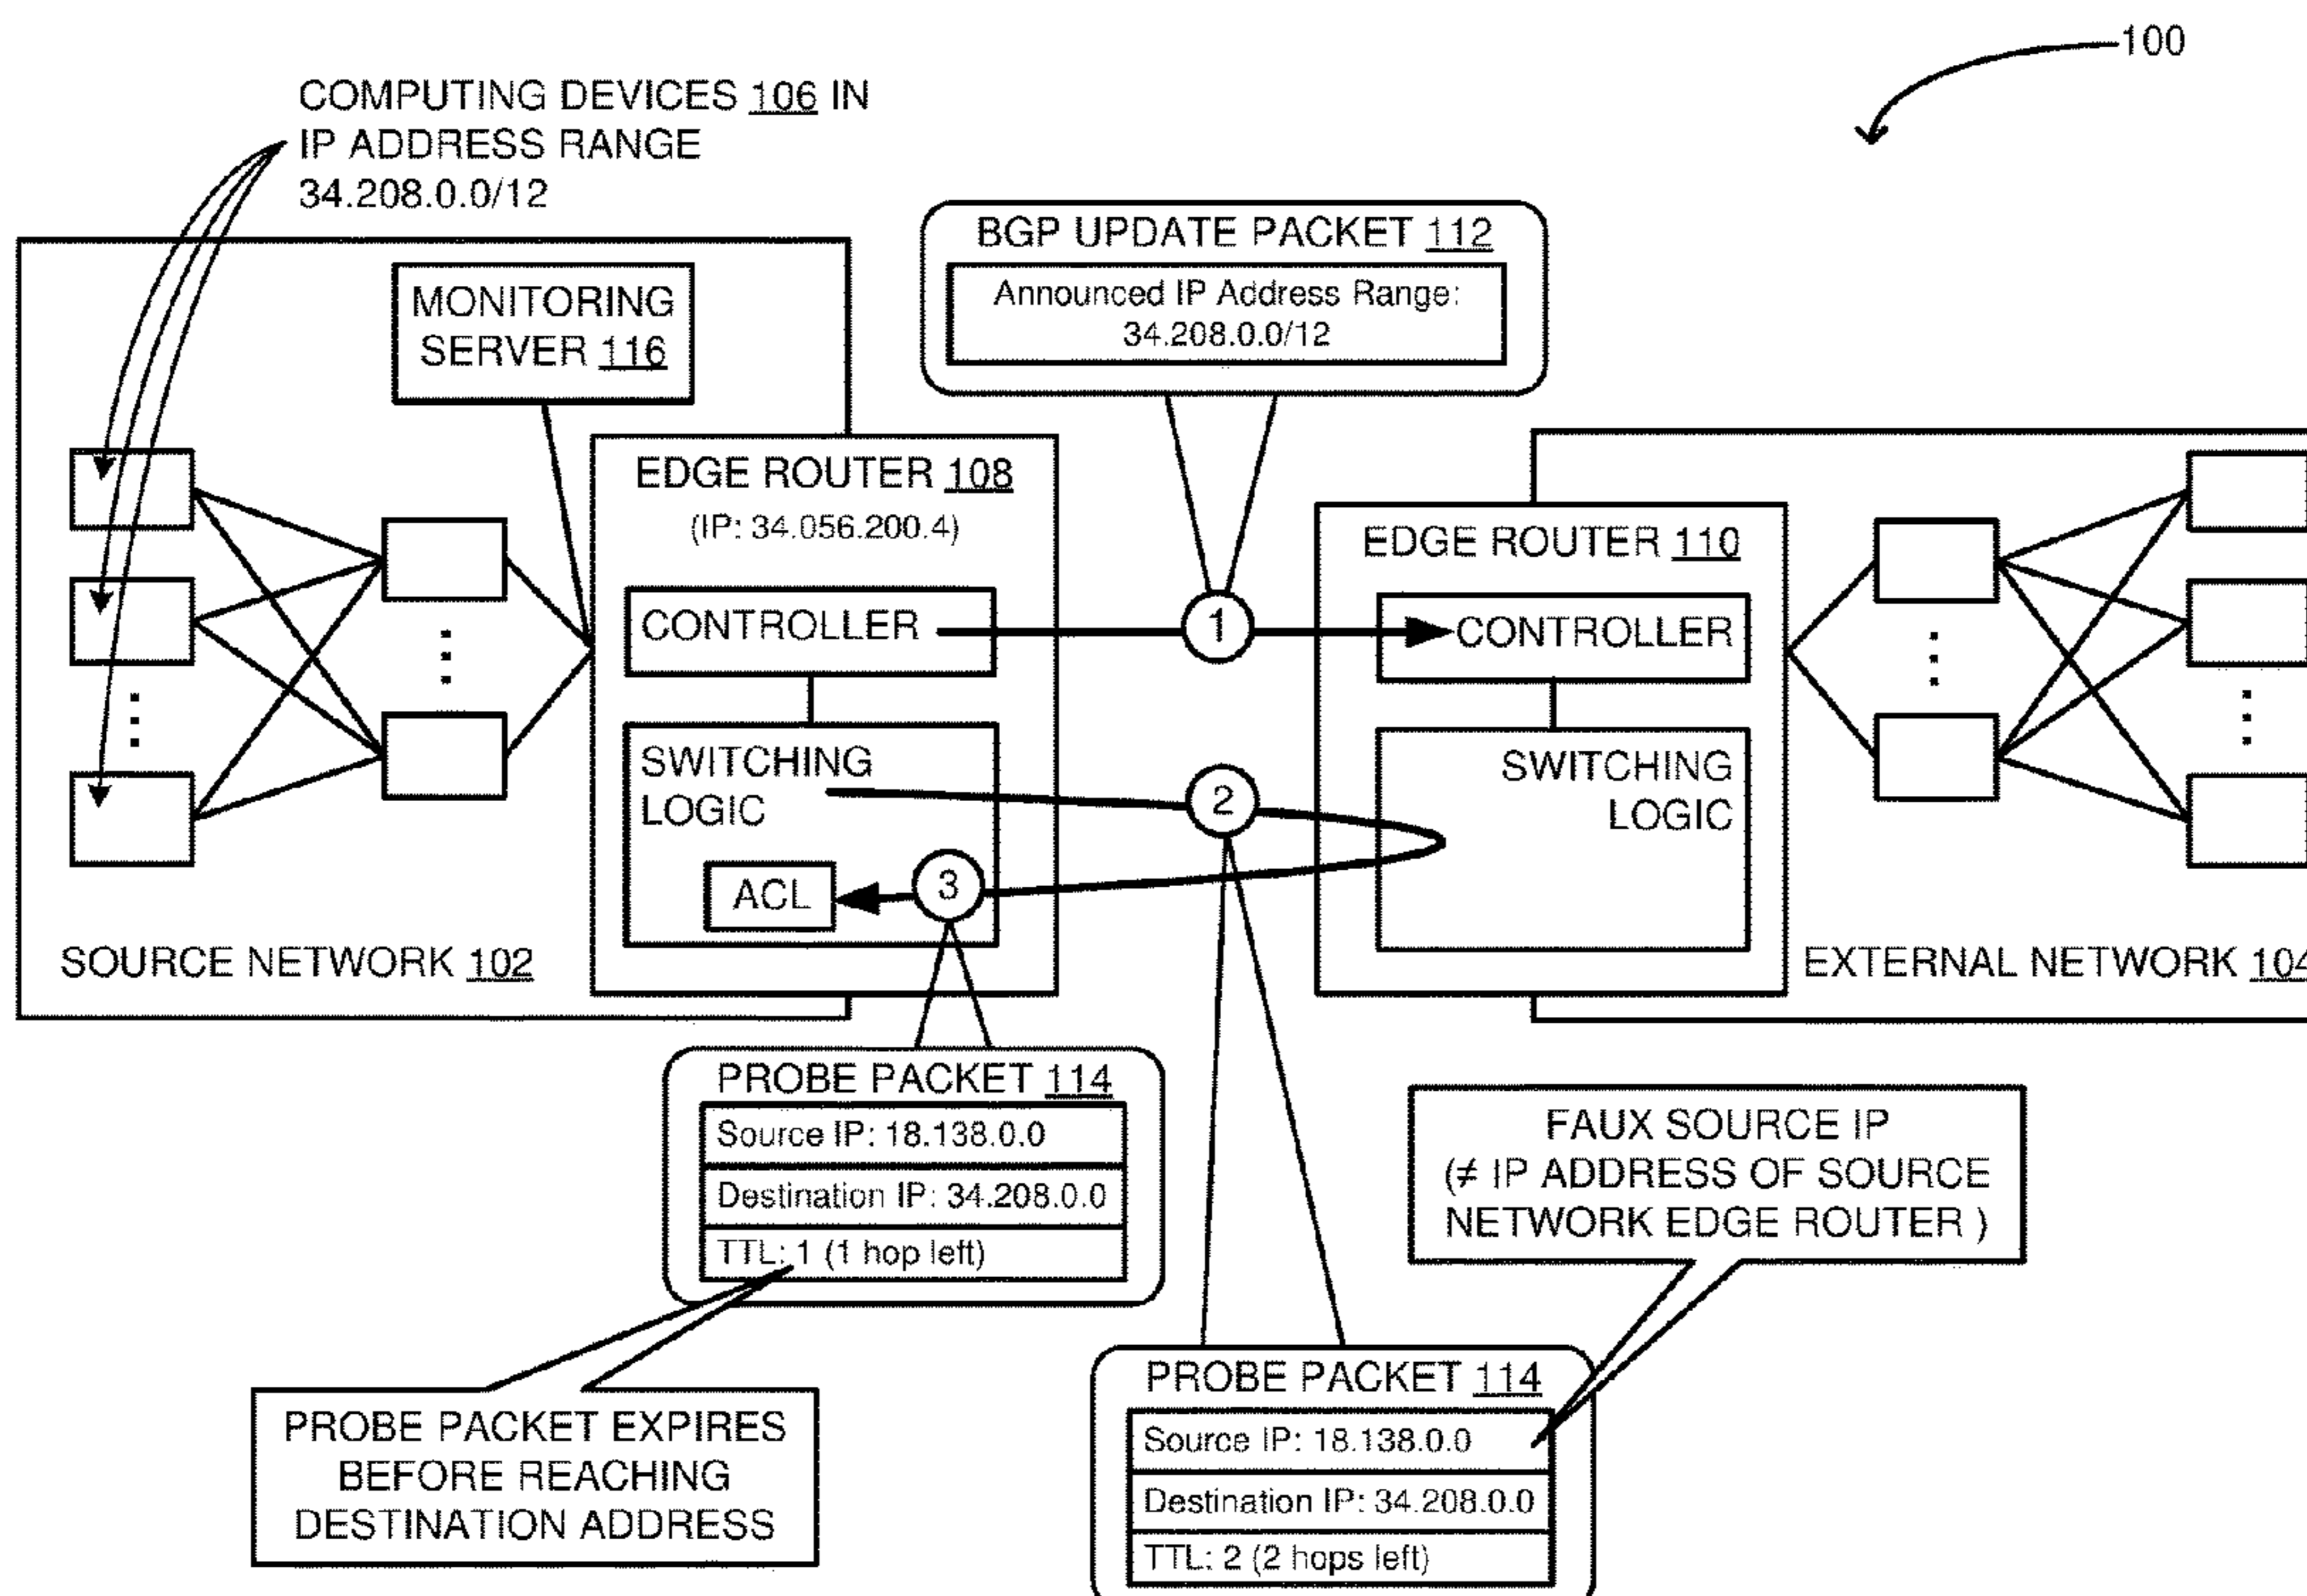 100
COMPUTING DEVICES 106 IN
IP ADDRESS RANGE
34.208.0.0/12
BGP UPDATE PACKET 112
Announced IP Address Range:
34.208.0.0/12
MONITORING
SERVER 116
EDGE ROUTER 108
(IP: 34.056.200.4)
CONTROLLER
SWITCHING
LOGIC
ACL
1
2
3
EDGE ROUTER 110
CONTROLLER
SWITCHING
LOGIC
SOURCE NETWORK 102
EXTERNAL NETWORK 104
PROBE PACKET 114
Source IP: 18.138.0.0
Destination IP: 34.208.0.0
TTL: 1 (1 hop left)
FAUX SOURCE IP
(≠ IP ADDRESS OF SOURCE
NETWORK EDGE ROUTER )
PROBE PACKET EXPIRES
BEFORE REACHING
DESTINATION ADDRESS
PROBE PACKET 114
Source IP: 18.138.0.0
Destination IP: 34.208.0.0
TTL: 2 (2 hops left)